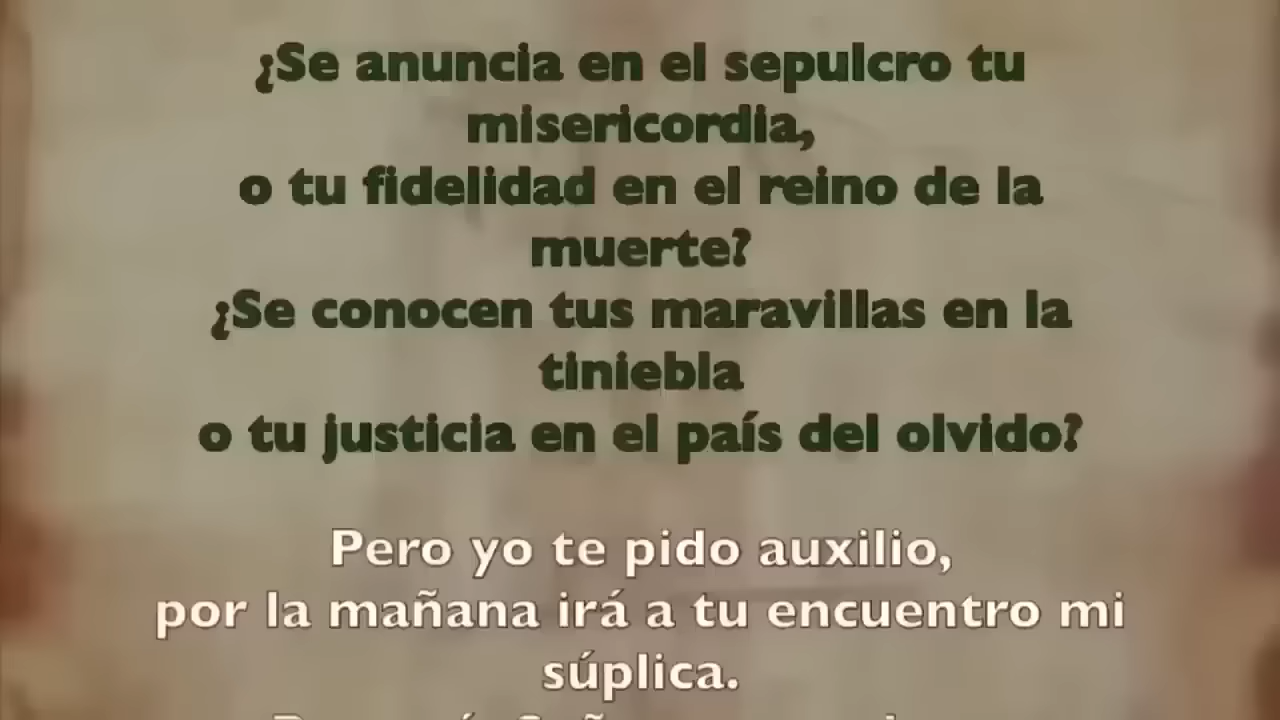 ¿Se anuncia en el sepulcro tu
misericordia,
o tu fidelidad en el reino de la
muerte?
¿Se conocen tus maravillas en la
tiniebla
o tu justicia en el país del olvido?
Pero yo te pido auxilio,
por la mañana irá a tu encuentro mi
súplica.